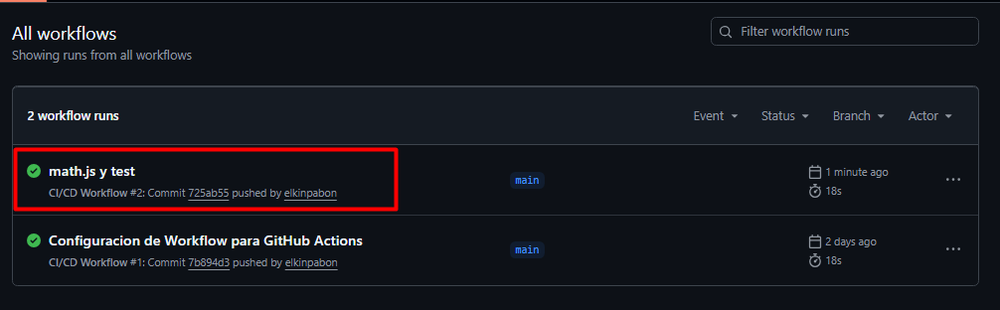 All workflows
Filter workflow runs
Showing runs from all workflows
2 workflow runs
Event Status Branch Actor
math.js y test
main
1 minute ago
CI/CD Workflow #2: Commit 725ab55 pushed by elkinpabon
18s
Configuracion de Workflow para GitHub Actions
main
2 days ago
CI/CD Workflow #1: Commit 7b894d3 pushed by elkinpabon
18s